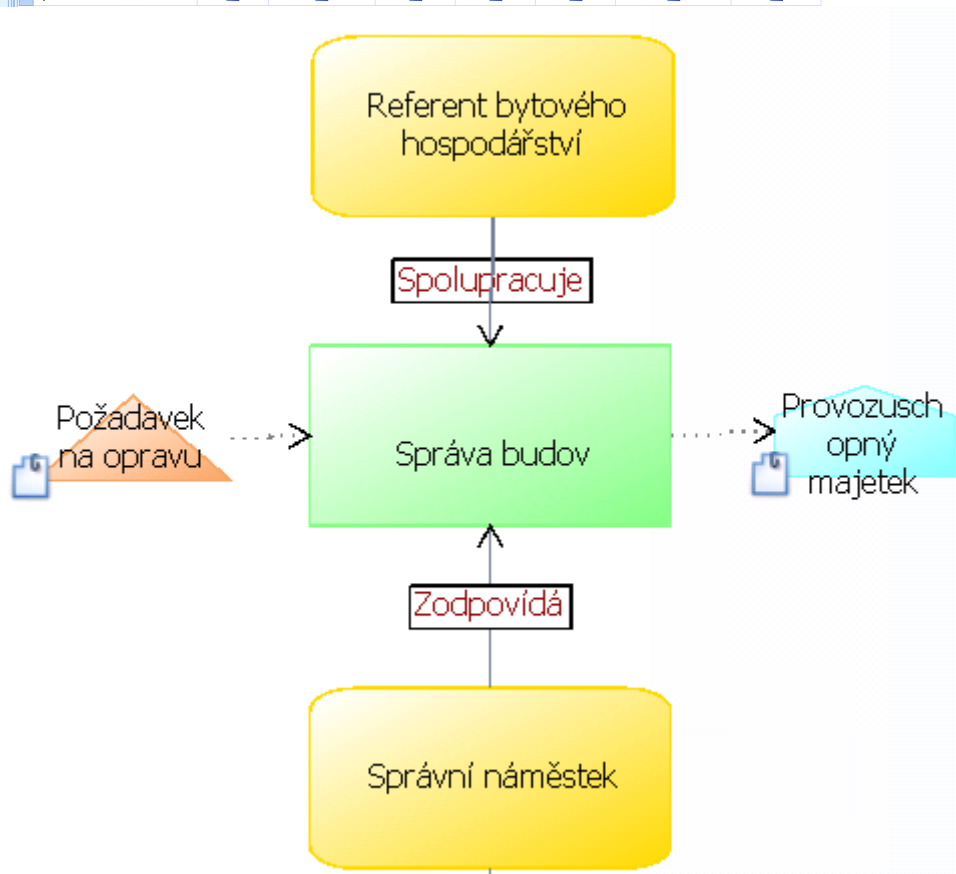 Referent bytového
hospodářství
Spolupracuje
Požadavek
na opravu
Správa budov
Provozusch
opný
majetek
Zodpovídá
Správní náměstek